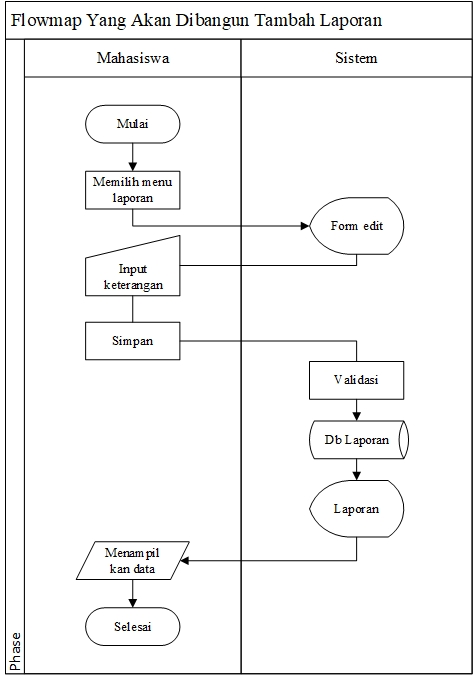 Flowmap Yang Akan Dibangun Tambah Laporan
Mahasiswa
Sistem
Mulai
Memilih menu
laporan
Form edit
Input
keterangan
Simpan
Validasi
Db Laporan
Laporan
Menampil
kan data
Selesai
Phase